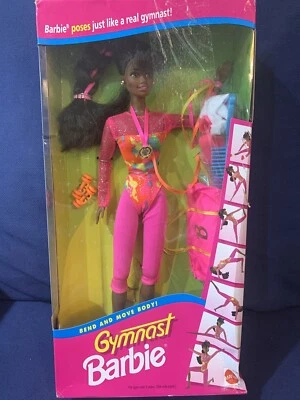 Barbie® poses just like a real gymnast!
BEND AND MOVE BODY!
Gymnast
Barbie®